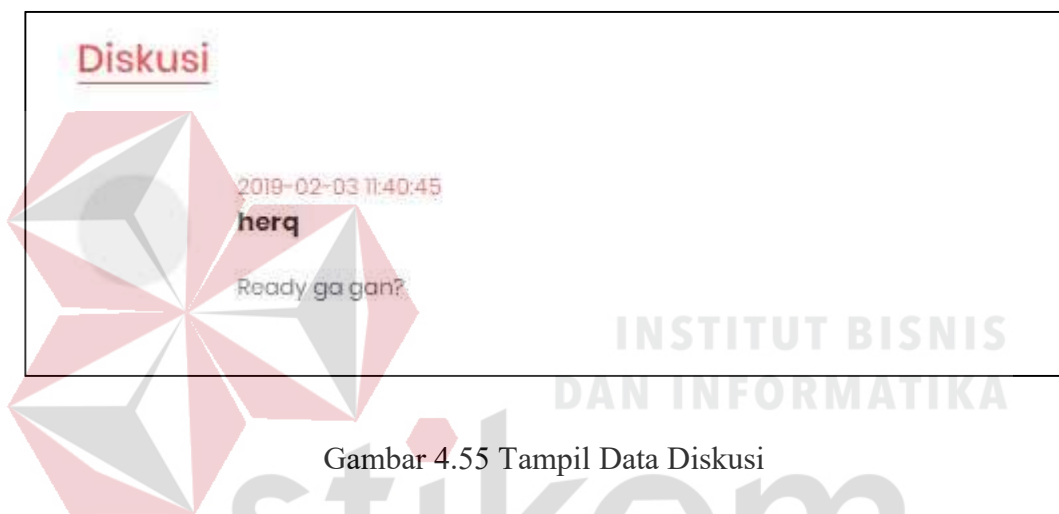 Diskusi
2019-02-03 11:40:45
herq
Ready ga gan?
INSTITUT BISNIS
DAN INFORMATIKA
Gambar 4.55 Tampil Data Diskusi
stikom